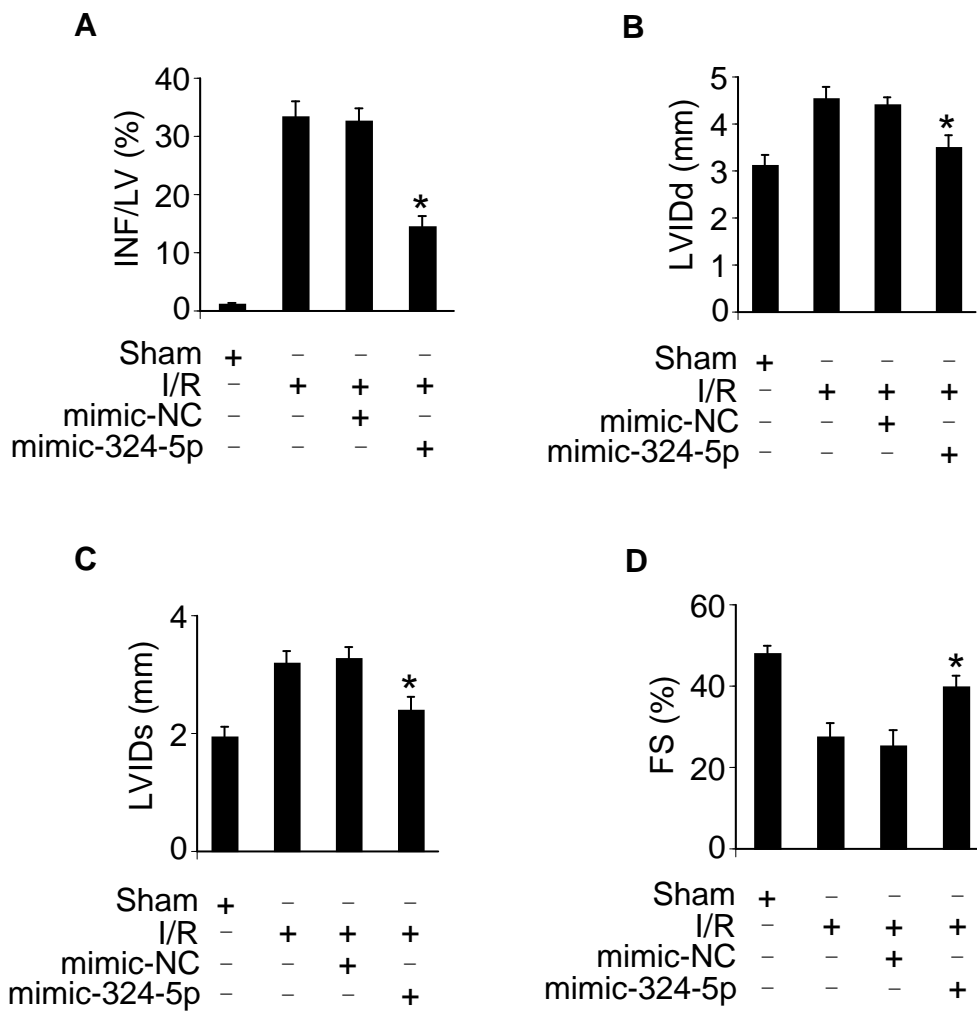 A
INF/LV (%)
40
30
20
10
0
*
Sham + – – –
I/R – + + +
mimic-NC – – + –
mimic-324-5p – – – +
B
LVIDd (mm)
5
4
3
2
1
0
*
Sham + – – –
I/R – + + +
mimic-NC – – + –
mimic-324-5p – – – +
C
LVIDs (mm)
4
2
0
*
Sham + – – –
I/R – + + +
mimic-NC – – + –
mimic-324-5p – – – +
D
FS (%)
60
40
20
0
*
Sham + – – –
I/R – + + +
mimic-NC – – + –
mimic-324-5p – – – +